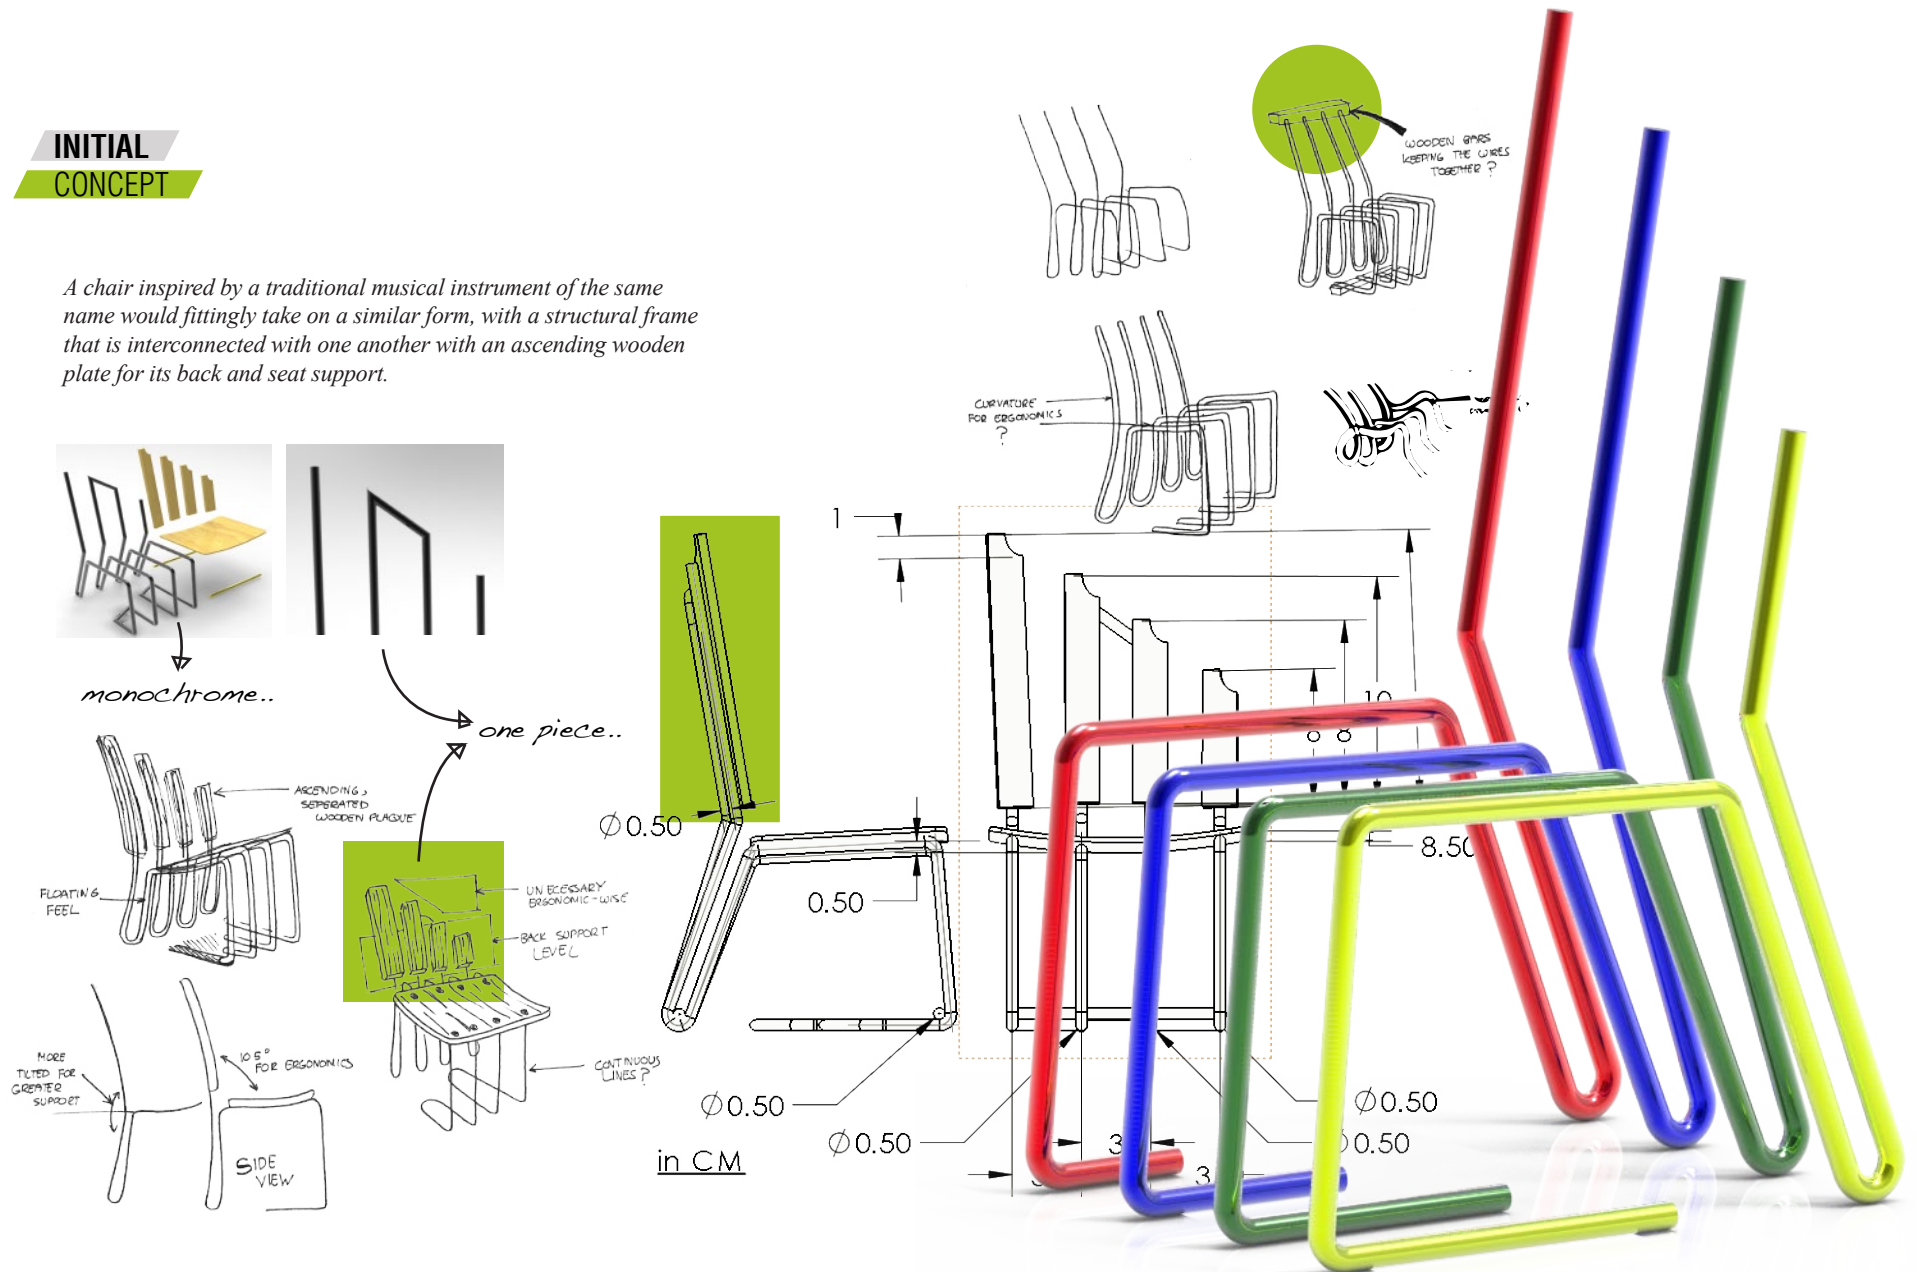 INITIAL
CONCEPT
A chair inspired by a traditional musical instrument of the same
name would fittingly take on a similar form, with a structural frame
that is interconnected with one another with an ascending wooden
plate for its back and seat support.
WOODEN BARS
KEEPING THE WIRES
TOGETHER ?
CURVATURE
FOR ERGONOMICS
?
monochrome..
one piece..
ASCENDING,
SEPERATED
WOODEN PLAQUE
FLOATING
FEEL
UNECESSARY
ERGONOMIC-WISE
BACK SUPPORT
LEVEL
CONTINUOUS
LINES?
MORE
TILTED FOR
GREATER
SUPPORT
105°
FOR ERGONOMICS
SIDE
VIEW
1
10
8
8
Ø0.50
8.50
0.50
Ø0.50
Ø0.50
Ø0.50
Ø0.50
3
3
in CM